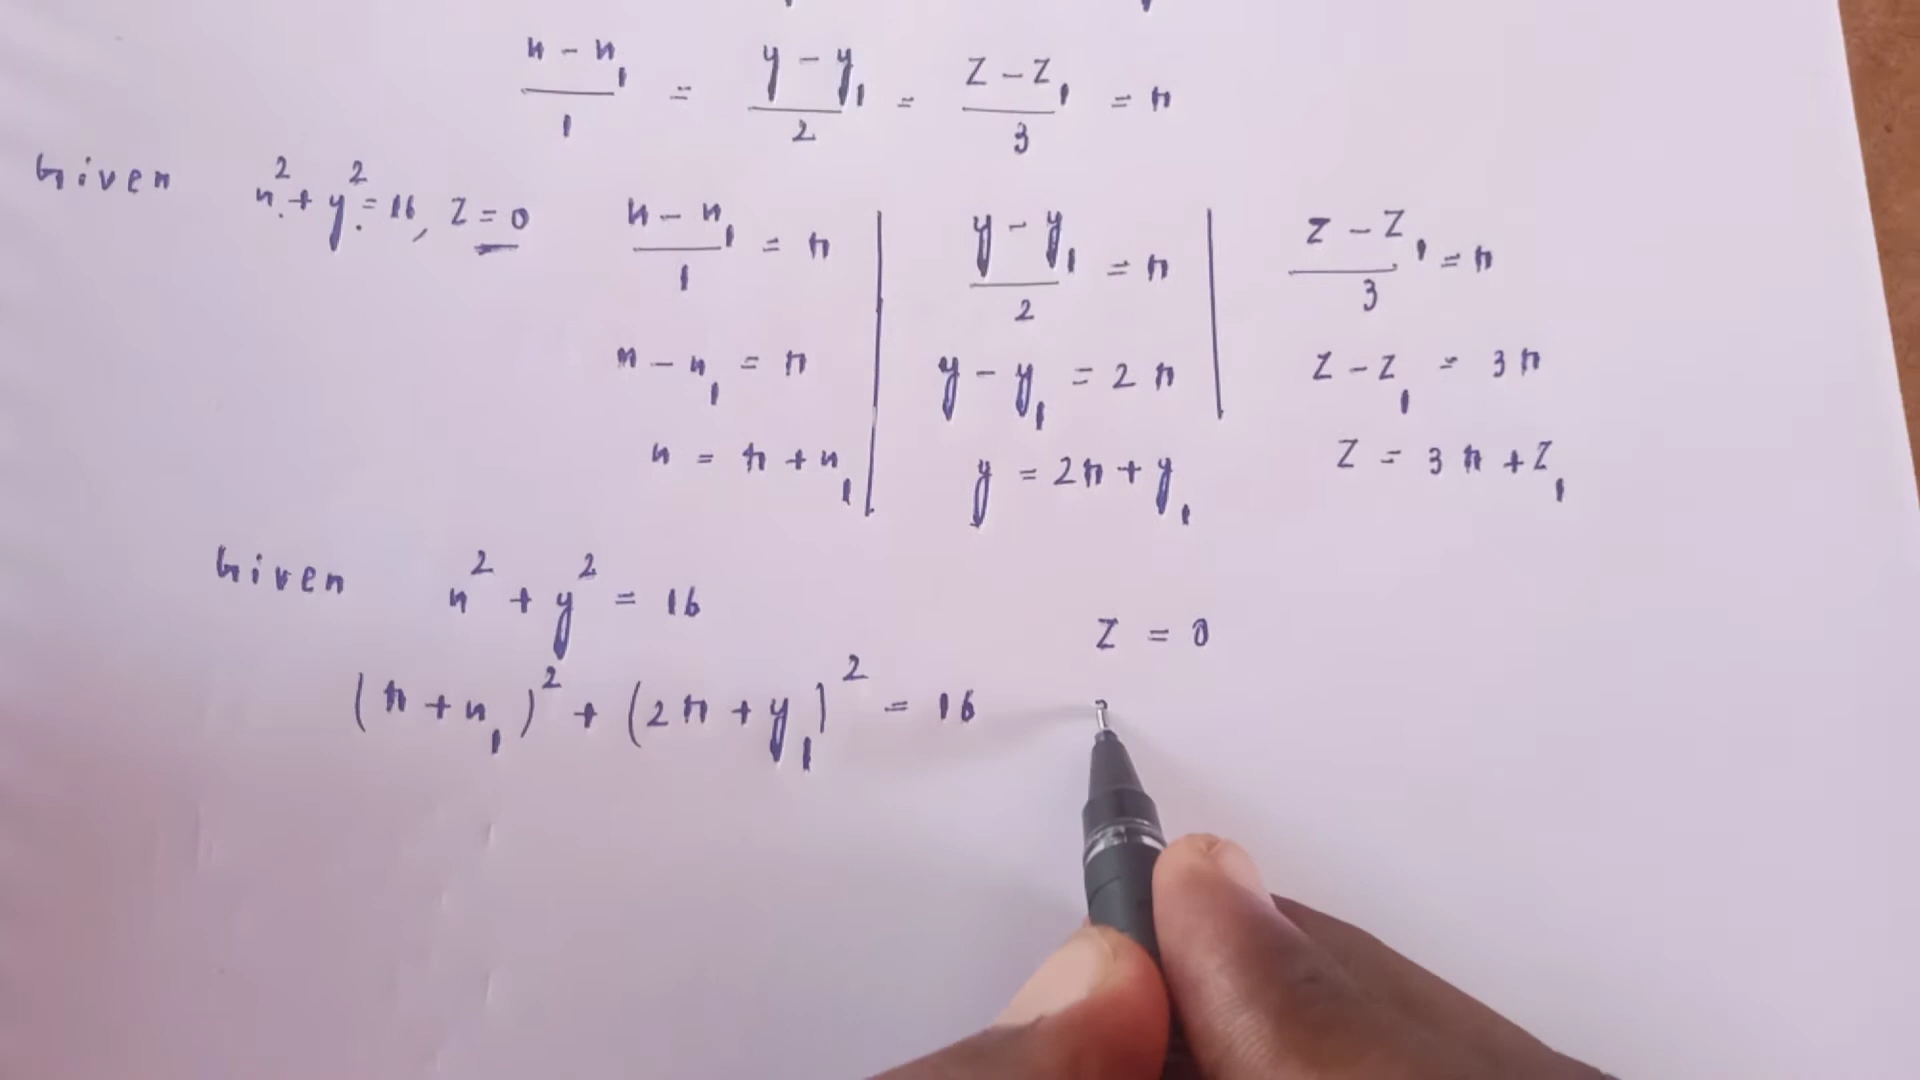 (x - x₁)/1 = (y - y₁)/2 = (z - z₁)/3 = r
Given x² + y² = 16, z = 0
(x - x₁)/1 = r | (y - y₁)/2 = r | (z - z₁)/3 = r
x - x₁ = r | y - y₁ = 2r | z - z₁ = 3r
x = r + x₁ | y = 2r + y₁ z = 3r + z₁
Given x² + y² = 16
z = 0
(r + x₁)² + (2r + y₁)² = 16